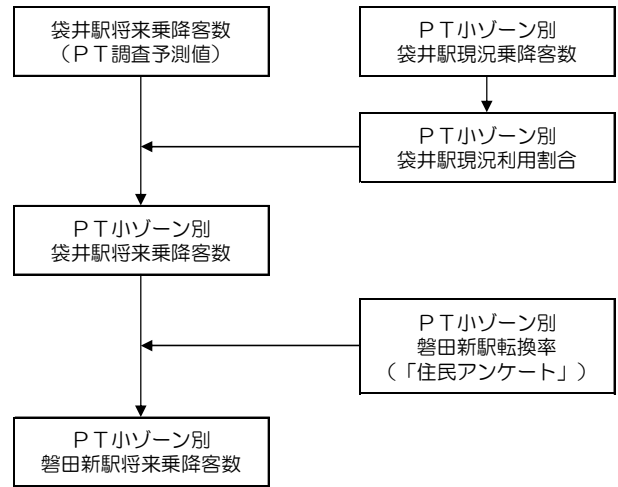 袋井駅将来乗降客数
（ＰＴ調査予測値）
ＰＴ小ゾーン別
袋井駅現況乗降客数
ＰＴ小ゾーン別
袋井駅現況利用割合
ＰＴ小ゾーン別
袋井駅将来乗降客数
ＰＴ小ゾーン別
磐田新駅転換率
（「住民アンケート」）
ＰＴ小ゾーン別
磐田新駅将来乗降客数